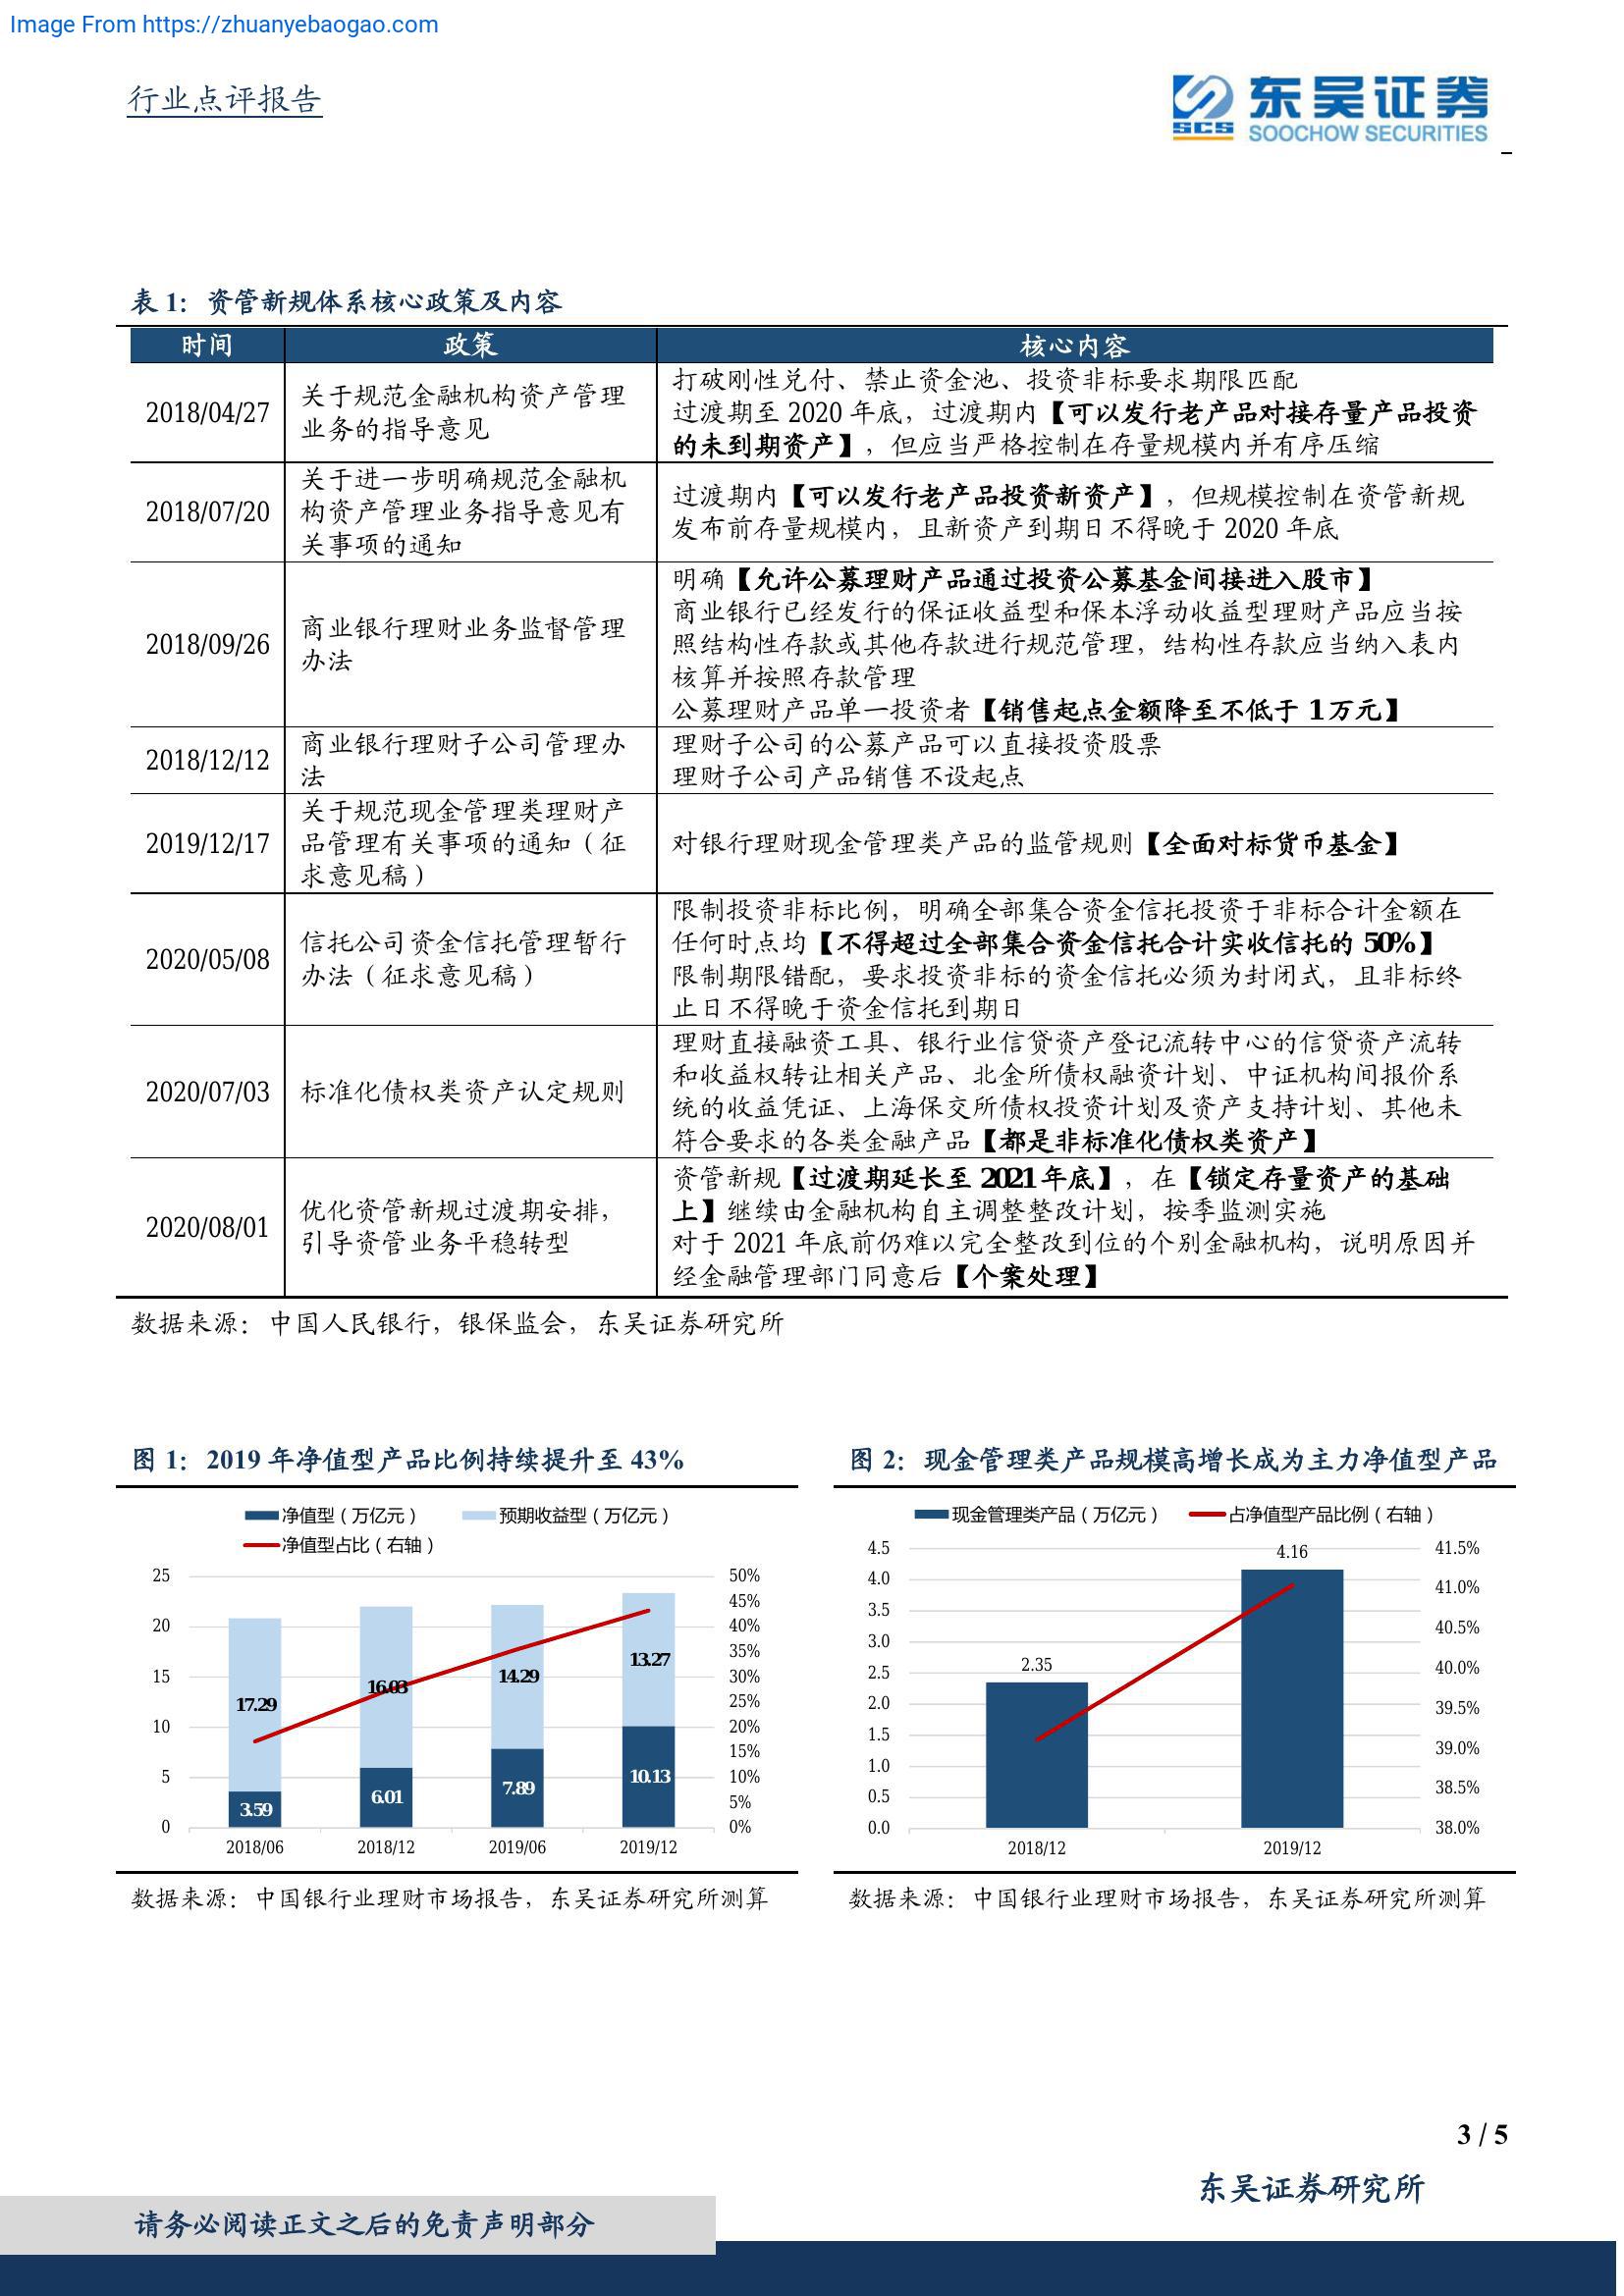 Image From https://zhuanyebaogao.com
行业点评报告
东吴证券
SCS
SOOCHOW SECURITIES
表 1：资管新规体系核心政策及内容
时间 政策 核心内容
2018/04/27
关于规范金融机构资产管理
业务的指导意见
打破刚性兑付、禁止资金池、投资非标要求期限匹配
过渡期至 2020 年底，过渡期内【可以发行老产品对接存量产品投资
的未到期资产】，但应当严格控制在存量规模内并有序压缩
2018/07/20
关于进一步明确规范金融机
构资产管理业务指导意见有
关事项的通知
过渡期内【可以发行老产品投资新资产】，但规模控制在资管新规
发布前存量规模内，且新资产到期日不得晚于 2020 年底
2018/09/26
商业银行理财业务监督管理
办法
明确【允许公募理财产品通过投资公募基金间接进入股市】
商业银行已经发行的保证收益型和保本浮动收益型理财产品应当按
照结构性存款或其他存款进行规范管理，结构性存款应当纳入表内
核算并按照存款管理
公募理财产品单一投资者【销售起点金额降至不低于 1 万元】
2018/12/12
商业银行理财子公司管理办
法
理财子公司的公募产品可以直接投资股票
理财子公司产品销售不设起点
2019/12/17
关于规范现金管理类理财产
品管理有关事项的通知（征
求意见稿）
对银行理财现金管理类产品的监管规则【全面对标货币基金】
2020/05/08
信托公司资金信托管理暂行
办法（征求意见稿）
限制投资非标比例，明确全部集合资金信托投资于非标合计金额在
任何时点均【不得超过全部集合资金信托合计实收信托的 50%】
限制期限错配，要求投资非标的资金信托必须为封闭式，且非标终
止日不得晚于资金信托到期日
2020/07/03
标准化债权类资产认定规则
理财直接融资工具、银行业信贷资产登记流转中心的信贷资产流转
和收益权转让相关产品、北金所债权融资计划、中证机构间报价系
统的收益凭证、上海保交所债权投资计划及资产支持计划、其他未
符合要求的各类金融产品【都是非标准化债权类资产】
2020/08/01
优化资管新规过渡期安排，
引导资管业务平稳转型
资管新规【过渡期延长至 2021 年底】，在【锁定存量资产的基础
上】继续由金融机构自主调整整改计划，按季监测实施
对于 2021 年底前仍难以完全整改到位的个别金融机构，说明原因并
经金融管理部门同意后【个案处理】
数据来源：中国人民银行，银保监会，东吴证券研究所
图 1：2019 年净值型产品比例持续提升至 43%
净值型（万亿元） 预期收益型（万亿元）
净值型占比（右轴）
25
20
15
10
5
0
50%
45%
40%
35%
30%
25%
20%
15%
10%
5%
0%
17.29
16.03
14.29
13.27
3.59
6.01
7.89
10.13
2018/06 2018/12 2019/06 2019/12
数据来源：中国银行业理财市场报告，东吴证券研究所测算
图 2：现金管理类产品规模高增长成为主力净值型产品
现金管理类产品（万亿元） 占净值型产品比例（右轴）
4.5
4.0
3.5
3.0
2.5
2.0
1.5
1.0
0.5
0.0
41.5%
41.0%
40.5%
40.0%
39.5%
39.0%
38.5%
38.0%
2.35
4.16
2018/12 2019/12
数据来源：中国银行业理财市场报告，东吴证券研究所测算
3 / 5
东吴证券研究所
请务必阅读正文之后的免责声明部分